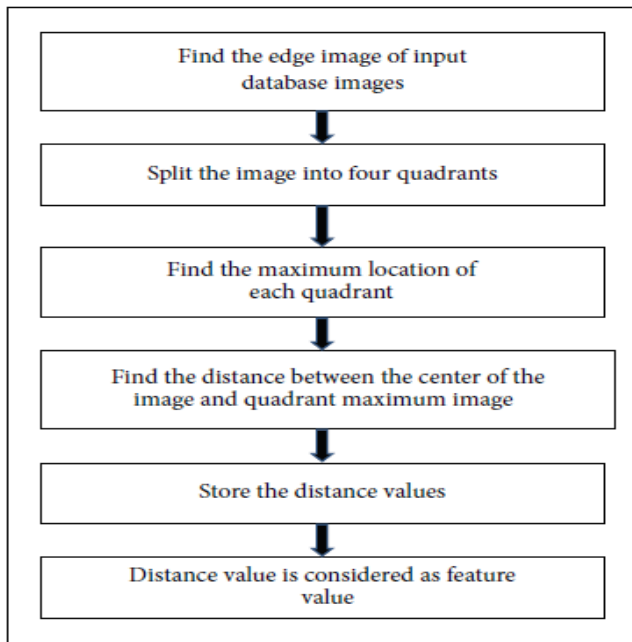 Find the edge image of input
database images
Split the image into four quadrants
Find the maximum location of
each quadrant
Find the distance between the center of the
image and quadrant maximum image
Store the distance values
Distance value is considered as feature
value